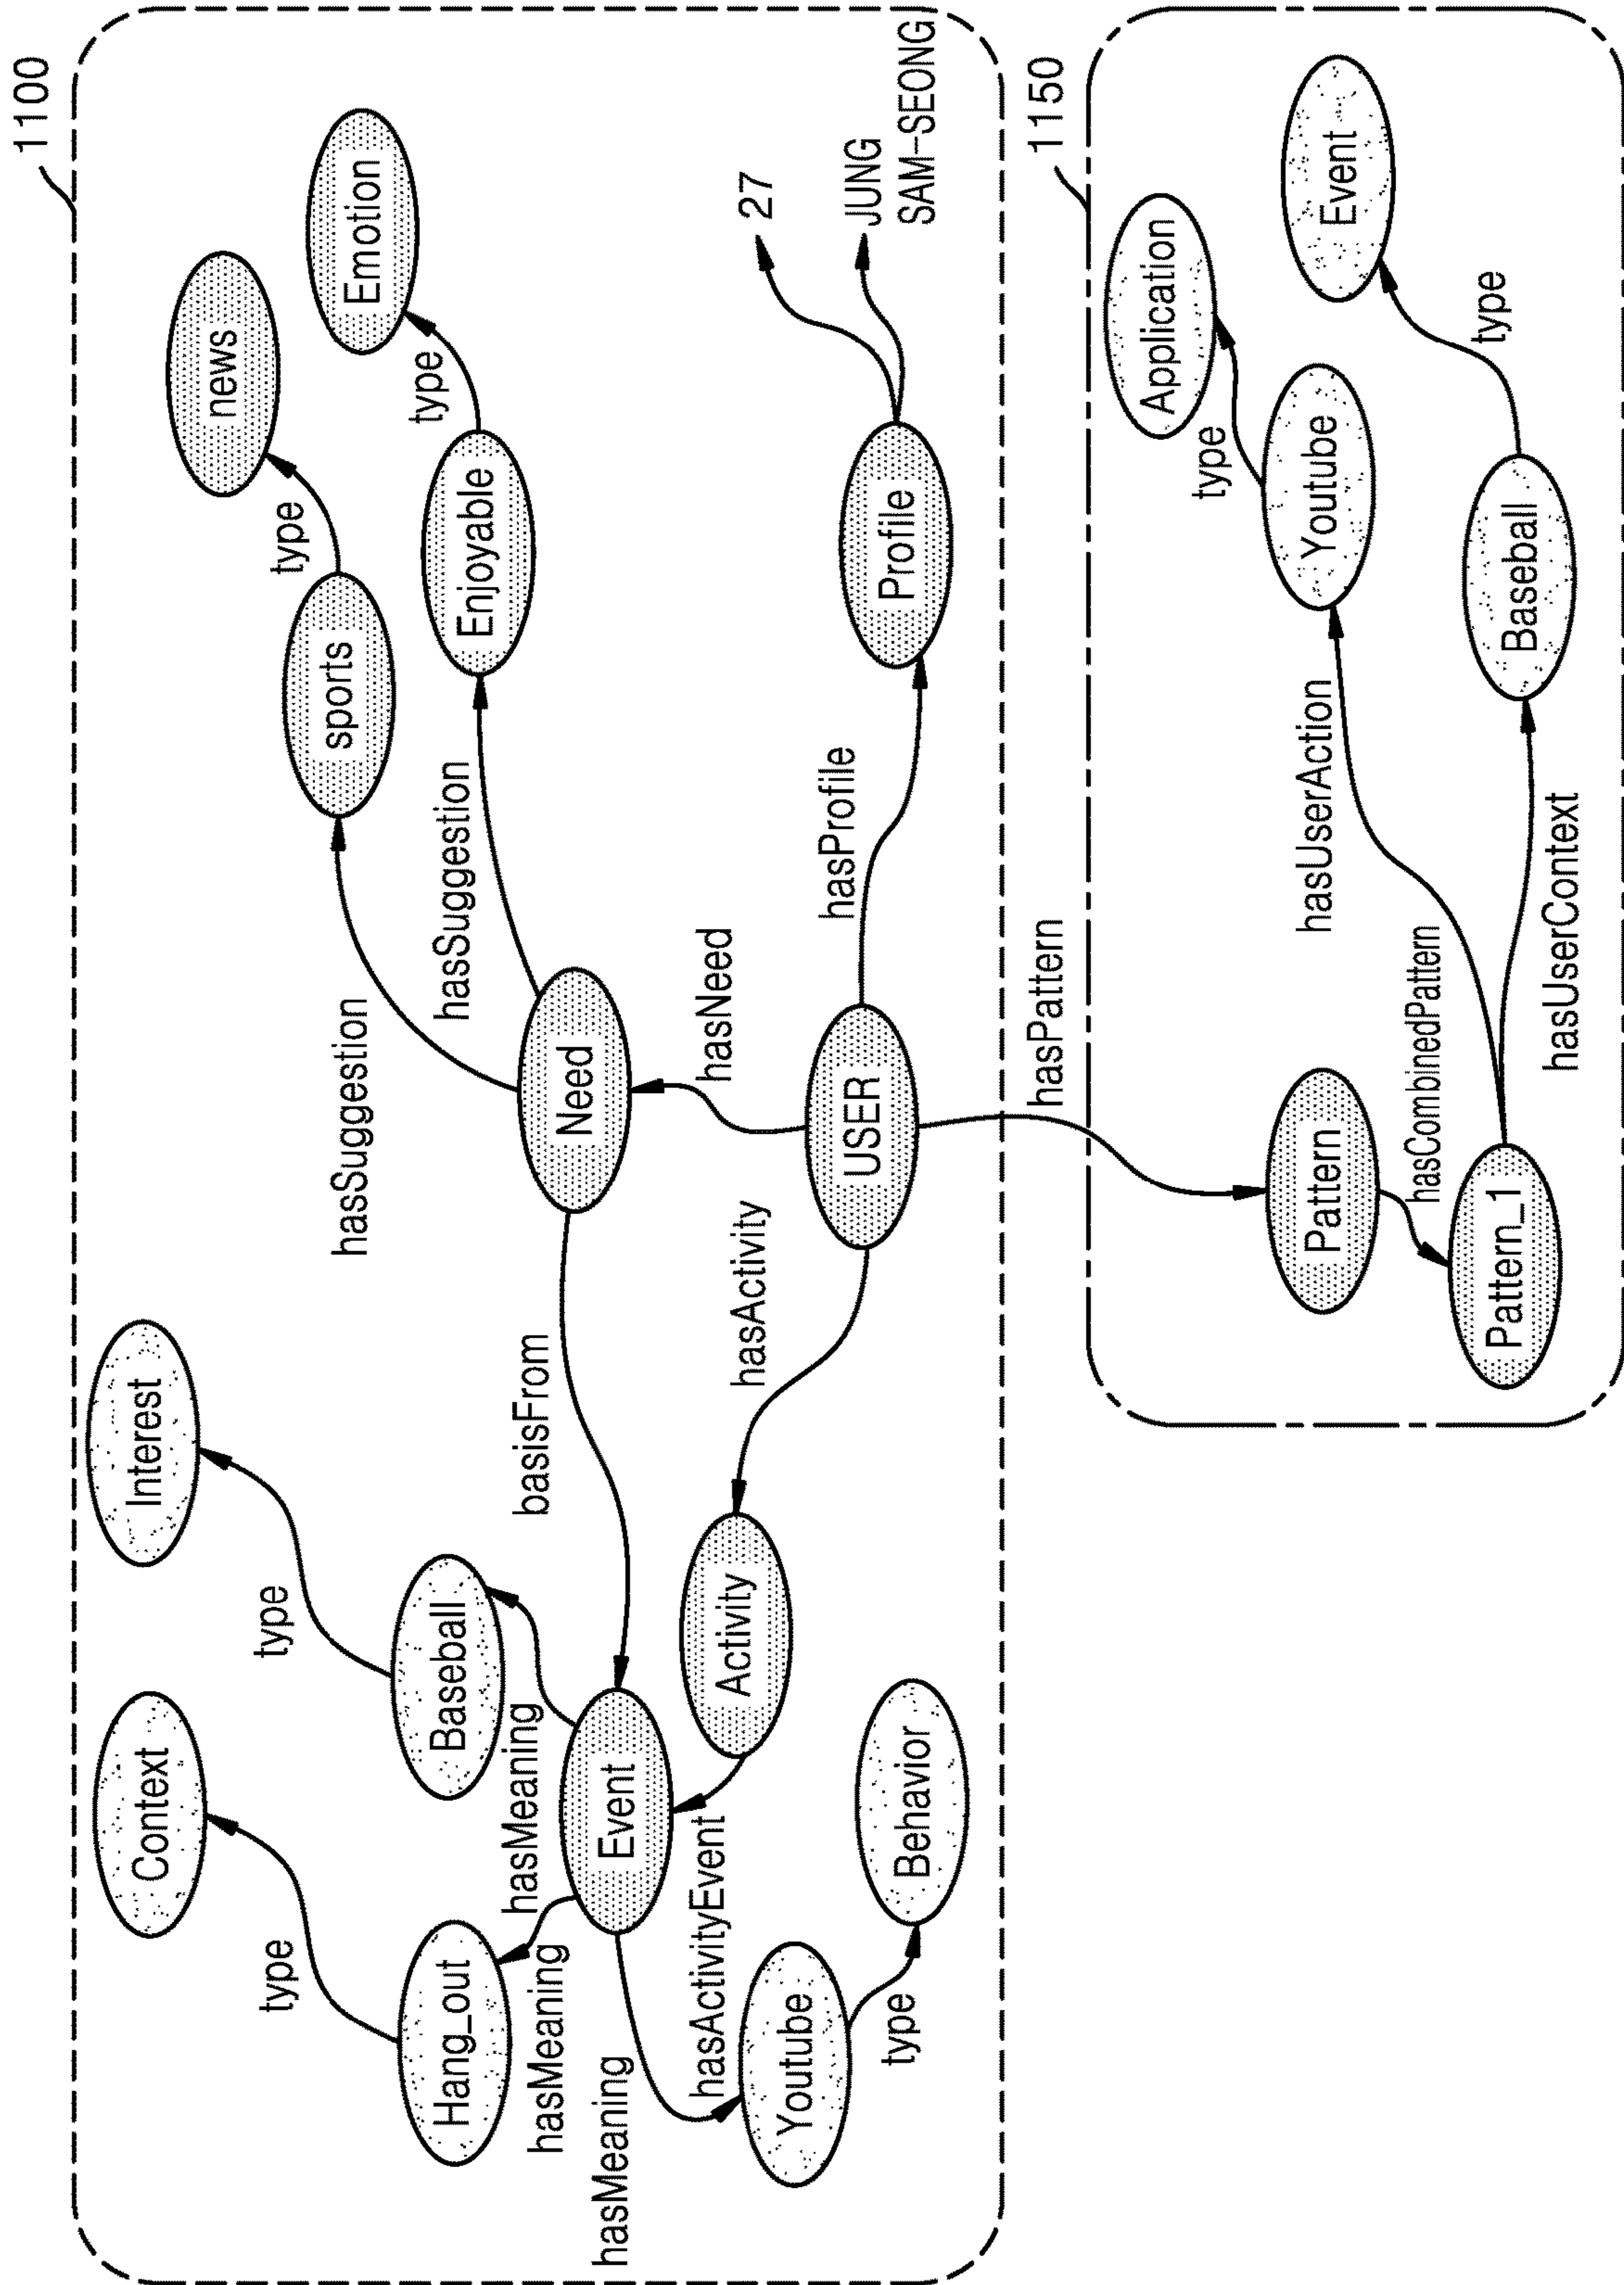 1100
Context
Interest
news
Emotion
type
type
type
type
Hang_out
Baseball
sports
Enjoyable
hasSuggestion
hasSuggestion
hasMeaning
hasMeaning
hasMeaning
basisFrom
Event
Need
hasNeed
hasActivityEvent
Activity
hasActivity
Youtube
type
Behavior
USER
hasProfile
Profile
27
JUNG
SAM-SEONG
hasPattern
1150
Pattern
hasCombinedPattern
Pattern_1
hasUserAction
hasUserContext
Youtube
type
Application
Baseball
type
Event